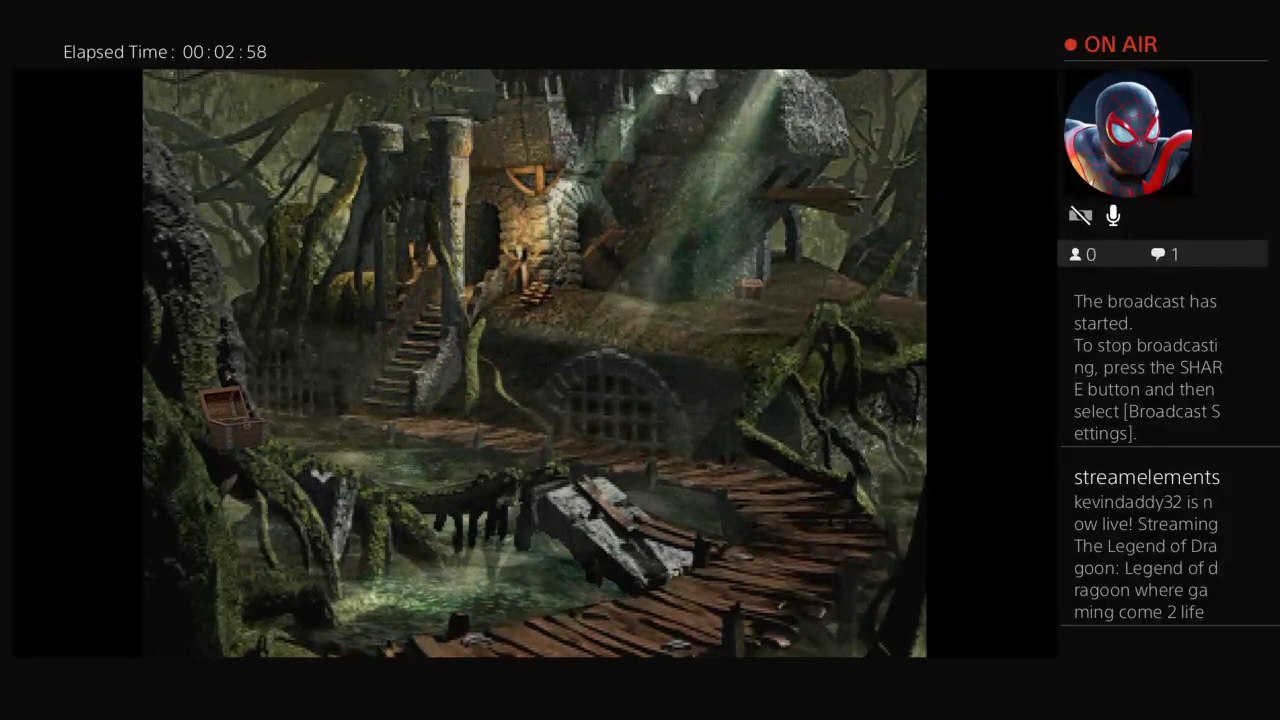 Elapsed Time: 00:02:58
ON AIR
0
1
The broadcast has
started.
To stop broadcasti
ng, press the SHAR
E button and then
select [Broadcast S
ettings].
streamelements
kevindaddy32 is n
ow live! Streaming
The Legend of Dra
goon: Legend of d
ragoon where ga
ming come 2 life